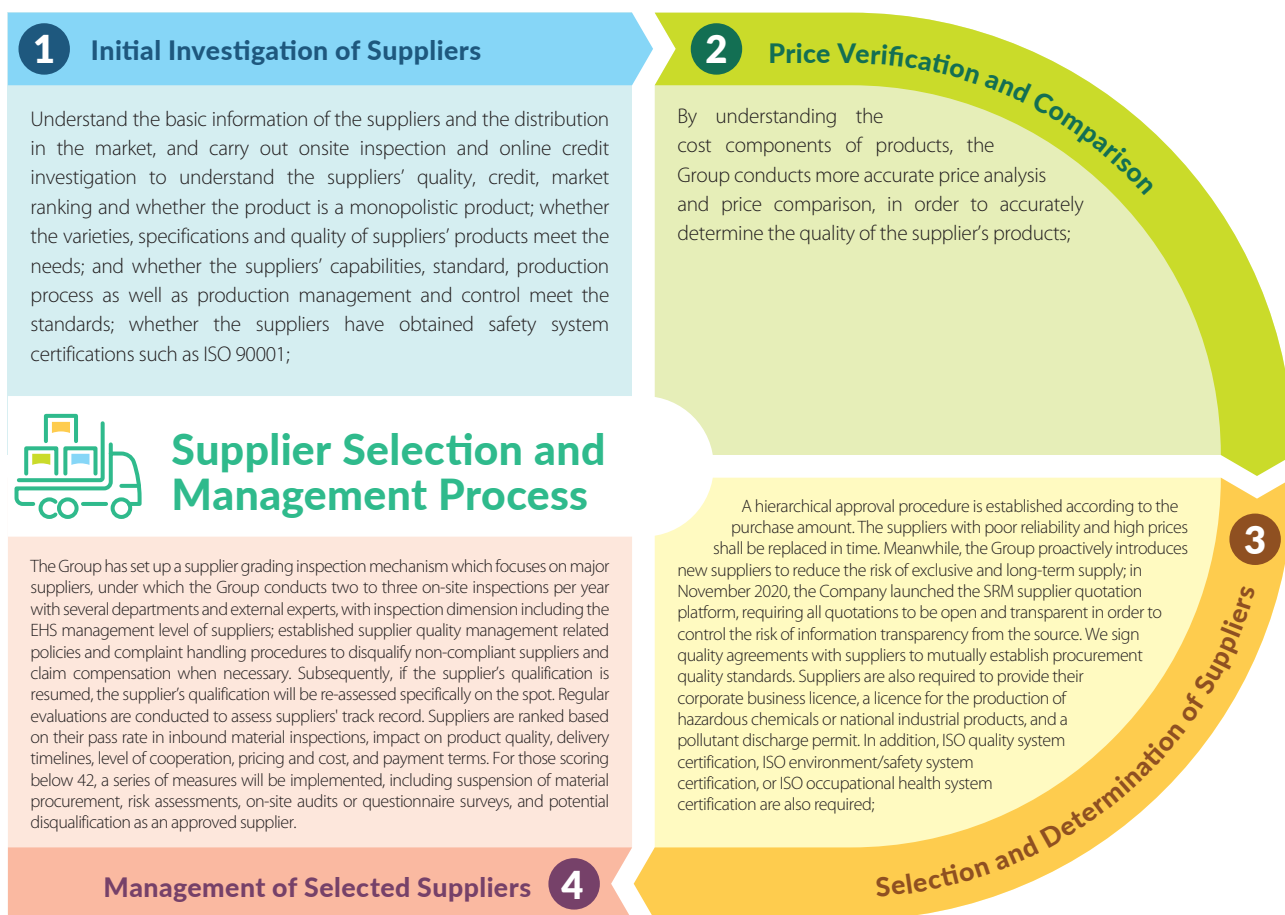 1 Initial Investigation of Suppliers
Understand the basic information of the suppliers and the distribution
in the market, and carry out onsite inspection and online credit
investigation to understand the suppliers' quality, credit, market
ranking and whether the product is a monopolistic product; whether
the varieties, specifications and quality of suppliers' products meet the
needs; and whether the suppliers' capabilities, standard, production
process as well as production management and control meet the
standards; whether the suppliers have obtained safety system
certifications such as ISO 90001;
2 Price Verification and Comparison
By understanding the
cost components of products, the
Group conducts more accurate price analysis
and price comparison, in order to accurately
determine the quality of the supplier's products;
Supplier Selection and
Management Process
3 Selection and Determination of Suppliers
A hierarchical approval procedure is established according to the
purchase amount. The suppliers with poor reliability and high prices
shall be replaced in time. Meanwhile, the Group proactively introduces
new suppliers to reduce the risk of exclusive and long-term supply; in
November 2020, the Company launched the SRM supplier quotation
platform, requiring all quotations to be open and transparent in order to
control the risk of information transparency from the source. We sign
quality agreements with suppliers to mutually establish procurement
quality standards. Suppliers are also required to provide their
corporate business licence, a licence for the production of
hazardous chemicals or national industrial products, and a
pollutant discharge permit. In addition, ISO quality system
certification, ISO environment/safety system
certification, or ISO occupational health system
certification are also required;
The Group has set up a supplier grading inspection mechanism which focuses on major
suppliers, under which the Group conducts two to three on-site inspections per year
with several departments and external experts, with inspection dimension including the
EHS management level of suppliers; established supplier quality management related
policies and complaint handling procedures to disqualify non-compliant suppliers and
claim compensation when necessary. Subsequently, if the supplier's qualification is
resumed, the supplier's qualification will be re-assessed specifically on the spot. Regular
evaluations are conducted to assess suppliers' track record. Suppliers are ranked based
on their pass rate in inbound material inspections, impact on product quality, delivery
timelines, level of cooperation, pricing and cost, and payment terms. For those scoring
below 42, a series of measures will be implemented, including suspension of material
procurement, risk assessments, on-site audits or questionnaire surveys, and potential
disqualification as an approved supplier.
Management of Selected Suppliers 4